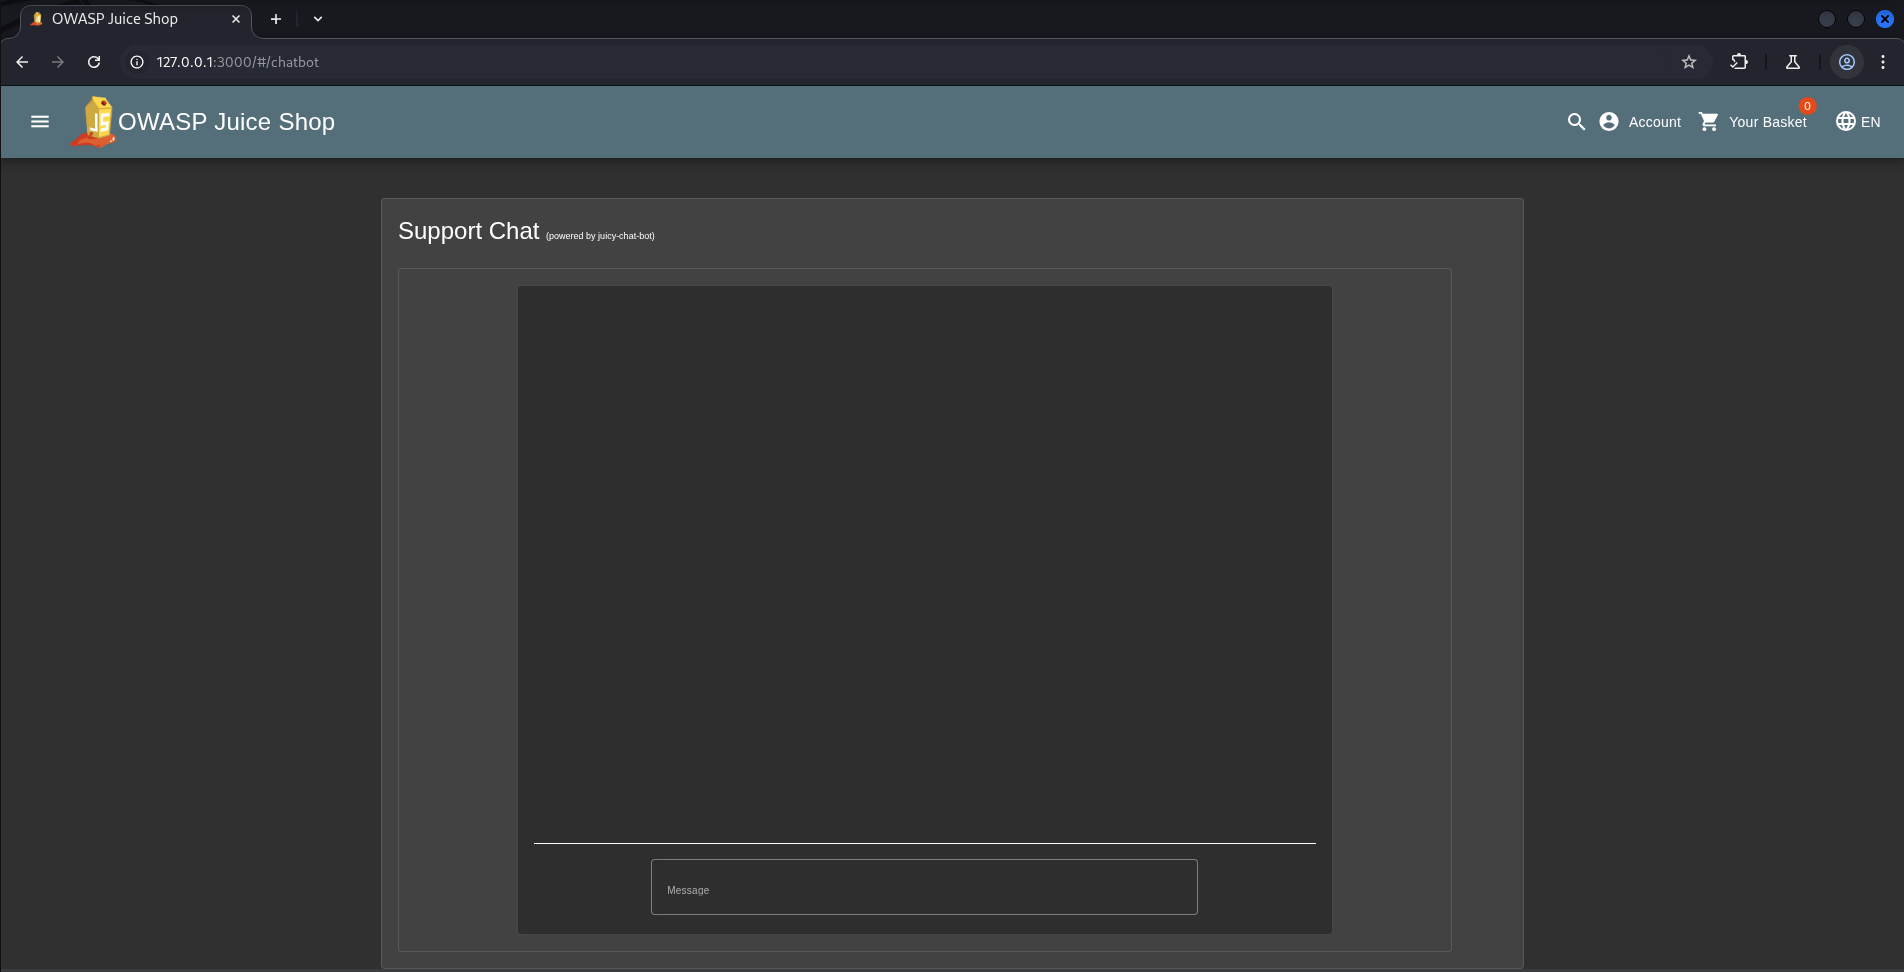 OWASP Juice Shop
127.0.0.1:3000/#/chatbot
JS OWASP Juice Shop
Account
Your Basket
0
EN
Support Chat (powered by juicy-chat-bot)
Message